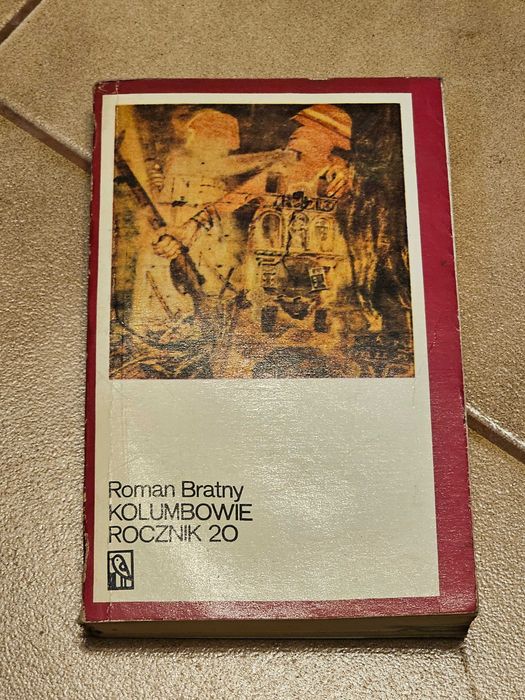 Roman Bratny
KOLUMBOWIE
ROCZNIK 20